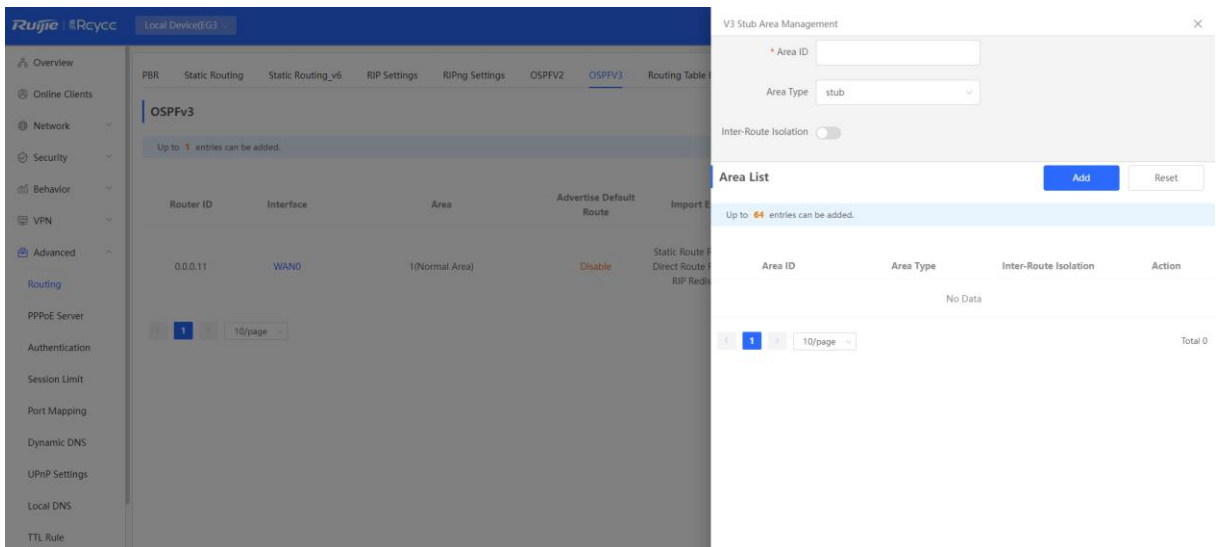 Ruijie Rcycc
Local Device(EG3
Overview
Online Clients
Network
Security
Behavior
VPN
Advanced
Routing
PPPoE Server
Authentication
Session Limit
Port Mapping
Dynamic DNS
UPnP Settings
Local DNS
TTL Rule
PBR Static Routing Static Routing_v6 RIP Settings RIPng Settings OSPFV2 OSPFV3 Routing Table
OSPFv3
Up to 1 entries can be added.
Router ID Interface Area Advertise Default Route Import
0.0.0.11 WAN0 1(Normal Area) Disable Static Route
Direct Route
RIP
1 10/page
V3 Stub Area Management
* Area ID
Area Type stub
Inter-Route Isolation
Area List Add Reset
Up to 64 entries can be added.
Area ID Area Type Inter-Route Isolation Action
No Data
1 10/page Total 0